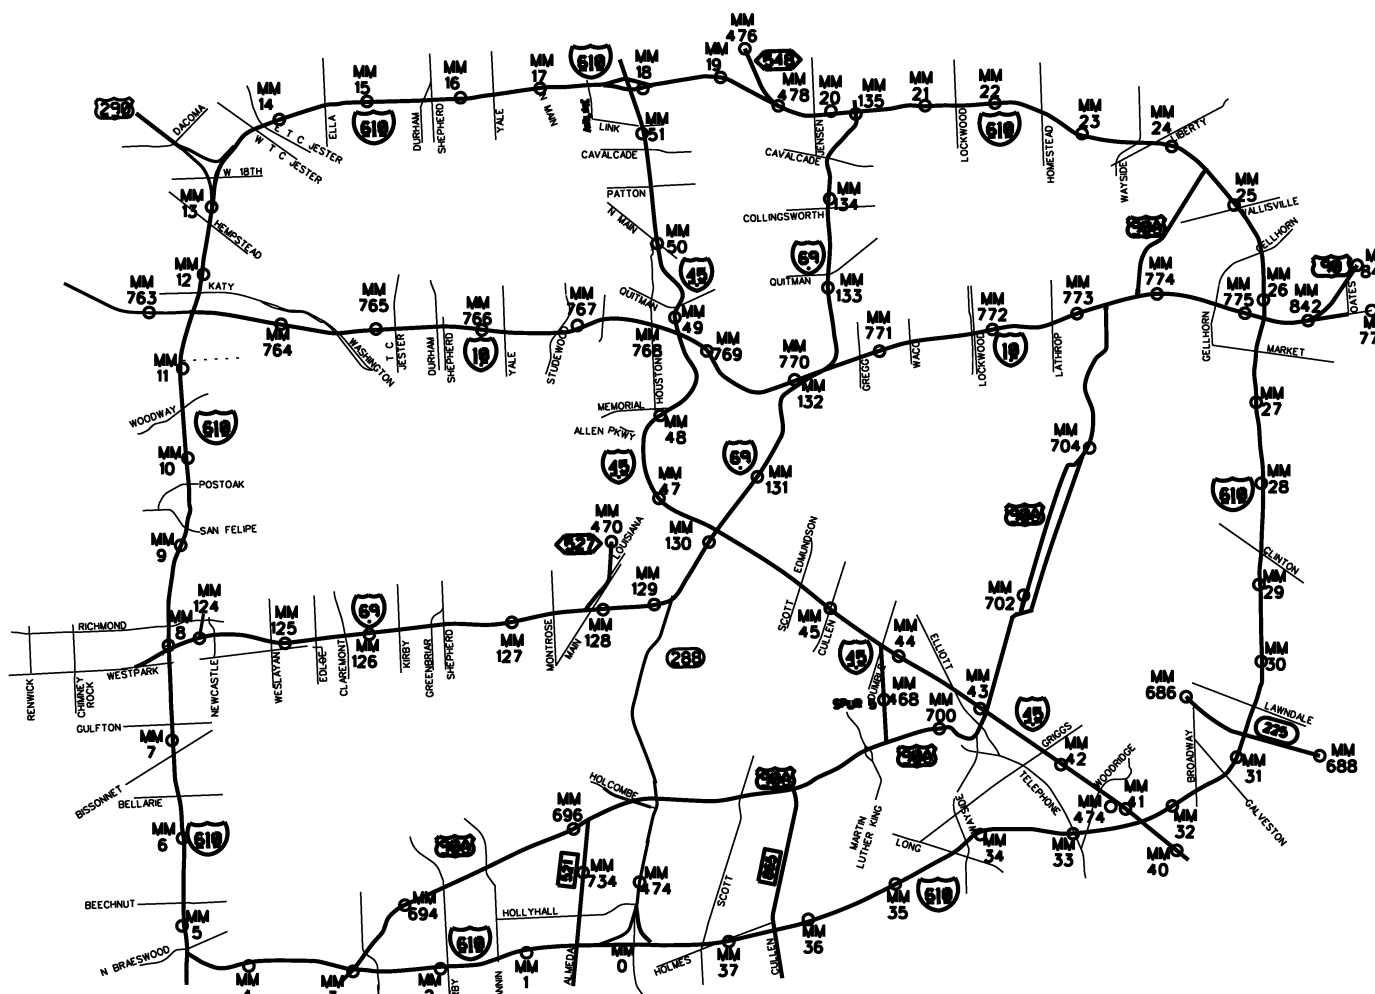 MM
476
548
MM
19
MM
18
610
MM
17
MM
16
MM
15
MM
14
290
DACOMA
E T C JESTER
W T C JESTER
ELLA
610
DURHAM
SHEPHERD
YALE
N MAIN
LINK
MM
51
CAVALCADE
MM
478
MM
20
MM
135
MM
21
MM
22
LOCKWOOD
610
HOMESTEAD
MM
23
MM
24
LIBERTY
WAYSIDE
JENSEN
CAVALCADE
W 18TH
MM
13
HEMPSTEAD
PATTON
N MAIN
MM
50
MM
134
COLLINGSWORTH
90A
MM
25
WALLISVILLE
GELLHORN
MM
12
KATY
MM
763
MM
764
MM
765
MM
766
MM
767
45
QUITMAN
69
QUITMAN
MM
133
MM
49
MM
768
MM
769
MM
770
MM
132
MM
771
MM
772
MM
773
MM
774
MM
775
MM
26
MM
842
90
OATES
WASHINGTON
T C JESTER
DURHAM
SHEPHERD
10
YALE
STUDEWOOD
HOUSTON
GREGG
WACO
LOCKWOOD
10
LATHROP
GELLHORN
MARKET
MM
11
WOODWAY
610
MEMORIAL
ALLEN PKWY
MM
48
MM
27
MM
10
POSTOAK
SAN FELIPE
45
MM
47
69
MM
131
MM
704
610
MM
28
MM
9
527
MM
470
LOUISIANA
MM
130
EDMUNDSON
SCOTT
90A
CLINTON
MM
29
MM
124
MM
8
RICHMOND
WESTPARK
RENWICK
CHIMNEY ROCK
NEWCASTLE
MM
125
WESLAYAN
EDLOE
CLAREMONT
69
MM
126
KIRBY
GREENBRIAR
SHEPHERD
MM
127
MONTROSE
MAIN
MM
128
MM
129
288
MM
45
CULLEN
MM
44
45
ELLIOTT
MM
702
MM
30
GULFTON
MM
7
BISSONNET
BELLARIE
MM
468
SPUR 5
MM
700
MM
43
45
GRIGGS
MM
42
WOODRIDGE
MM
686
LAWNDALE
225
MM
688
BROADWAY
MM
31
GALVESTON
90A
90A
HOLCOMBE
TELEPHONE
WAYSIDE
MM
474
MM
41
MM
32
MM
33
MM
40
MM
6
610
MM
696
90A
521
MM
734
MM
474
SCOTT
865
MARTIN LUTHER KING
LONG
MM
34
MM
35
610
BEECHNUT
MM
5
N BRAESWOOD
MM
694
HOLLYHALL
610
MM
1
ALMEDA
MM
0
HOLMES
MM
37
CULLEN
MM
36
MM